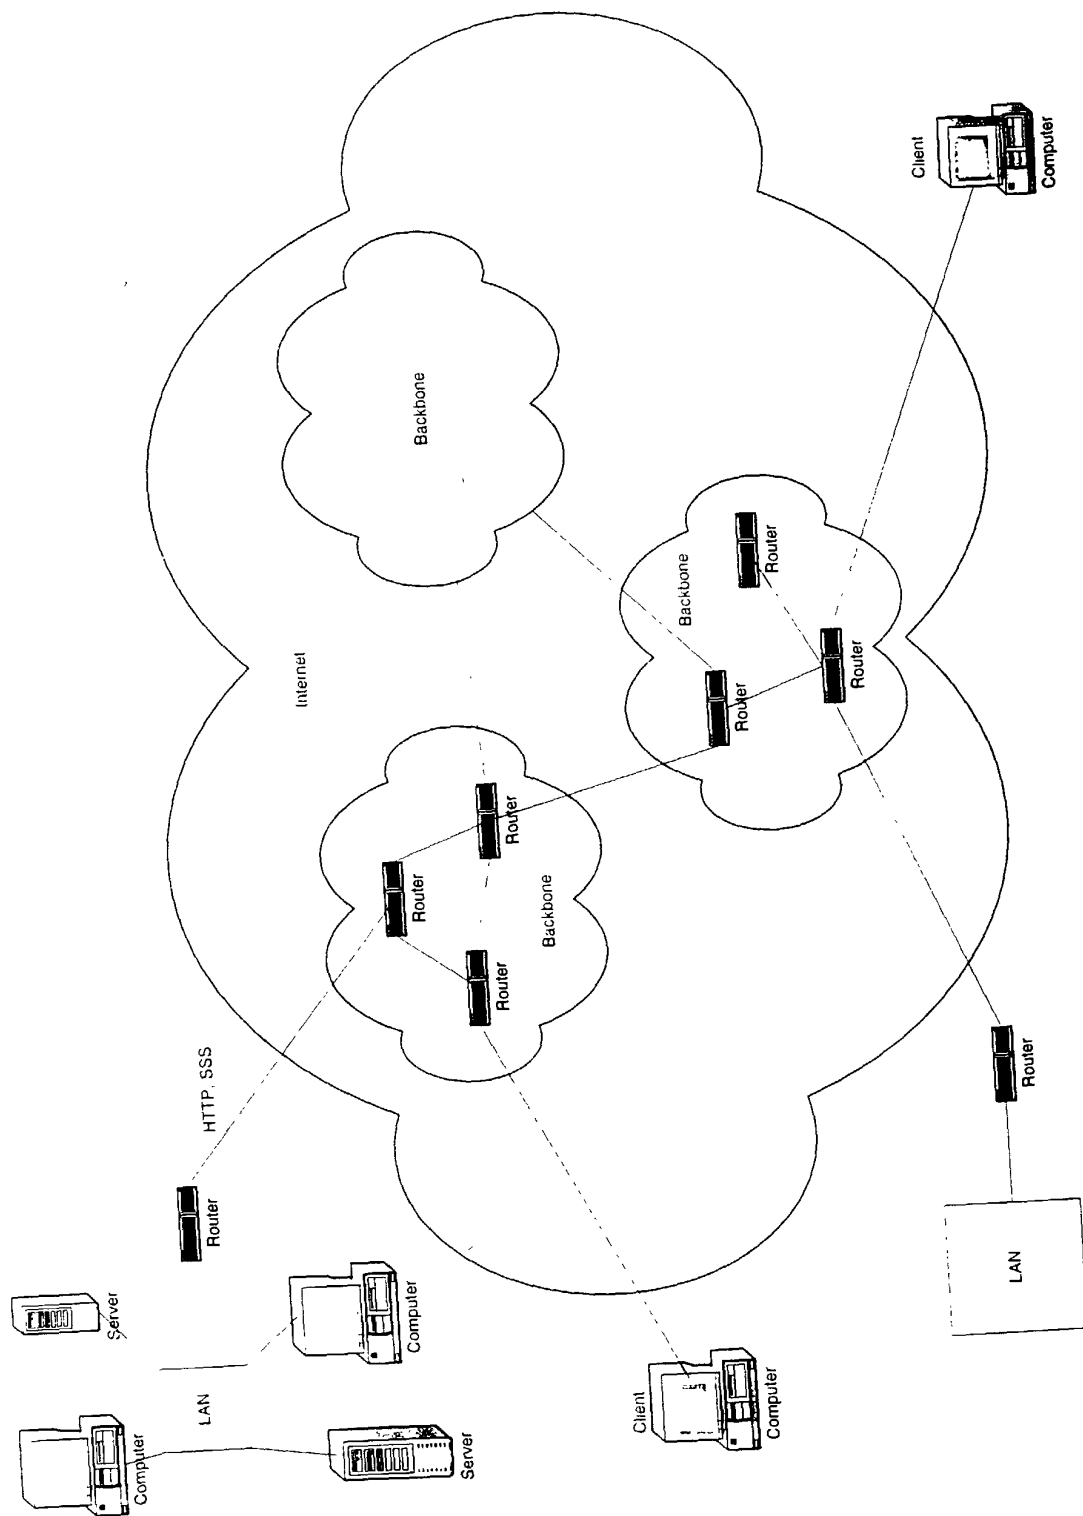 Computer
LAN
Server
Server
Computer
Router
HTTP, SSS
Client
Computer
Internet
Router
Router
Router
Backbone
Backbone
Backbone
Router
Router
Router
LAN
Router
Client
Computer